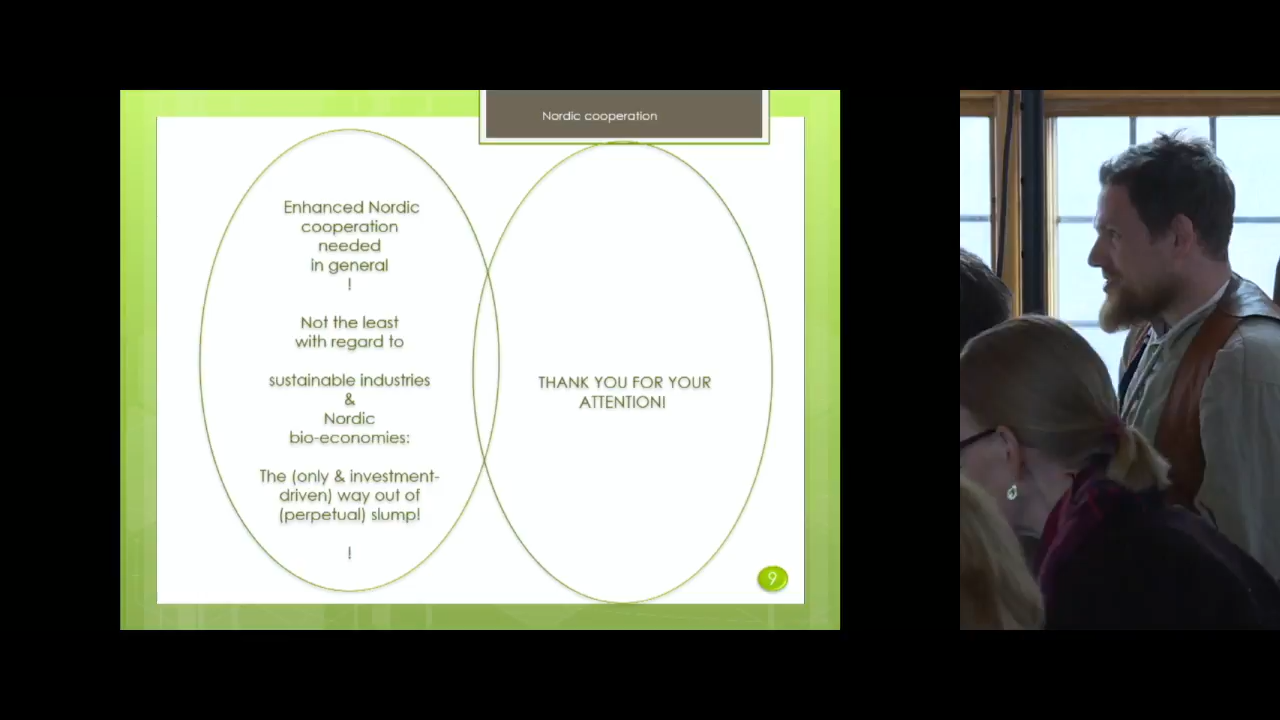 Nordic cooperation
Enhanced Nordic
cooperation
needed
in general
!
Not the least
with regard to
sustainable industries
&
Nordic
bio-economies:
The (only & investment-
driven) way out of
(perpetual) slump!
!
THANK YOU FOR YOUR
ATTENTION!
9